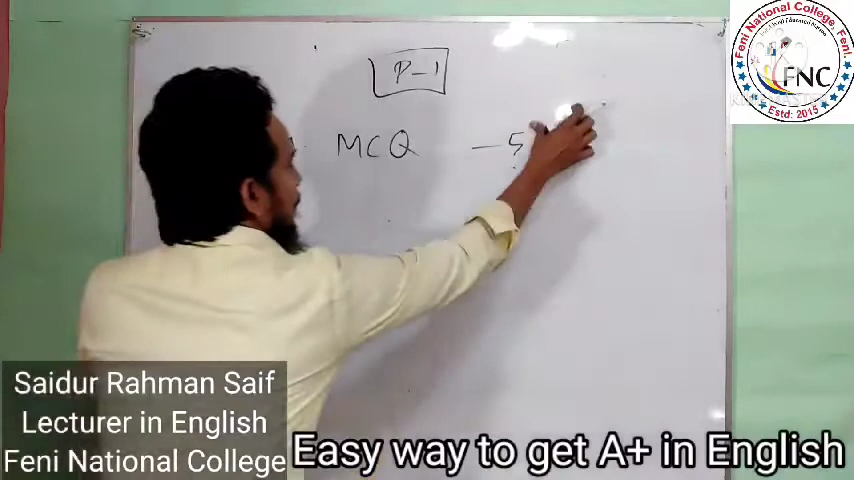 P-1
MCQ - 5
Feni National College, Feni.
FNC
Estd: 2015
Saidur Rahman Saif
Lecturer in English
Feni National College
Easy way to get A+ in English